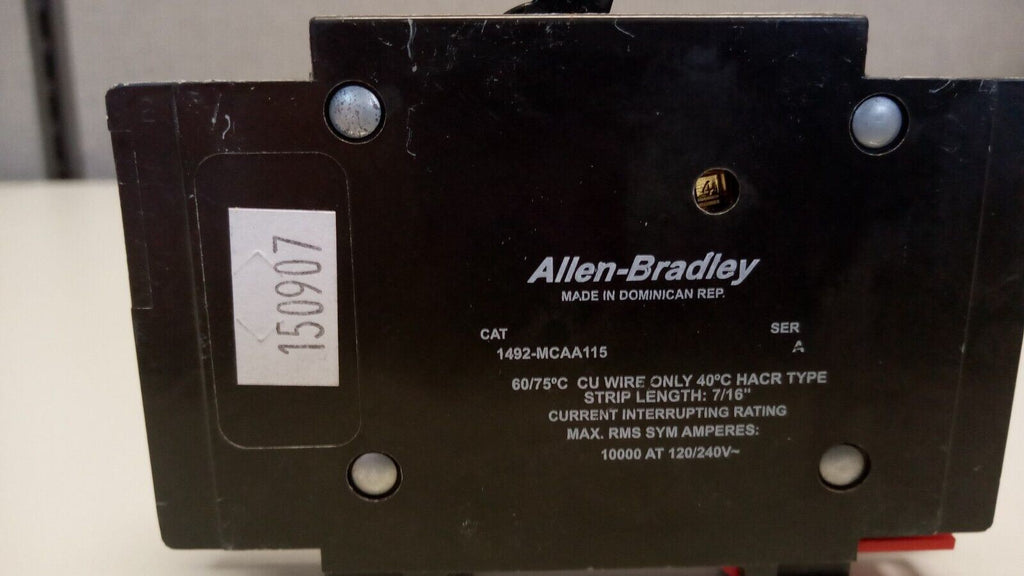 150907
Allen-Bradley
MADE IN DOMINICAN REP.
CAT SER
1492-MCAA115 A
60/75ºC CU WIRE ONLY 40ºC HACR TYPE
STRIP LENGTH: 7/16"
CURRENT INTERRUPTING RATING
MAX. RMS SYM AMPERES:
10000 AT 120/240V~